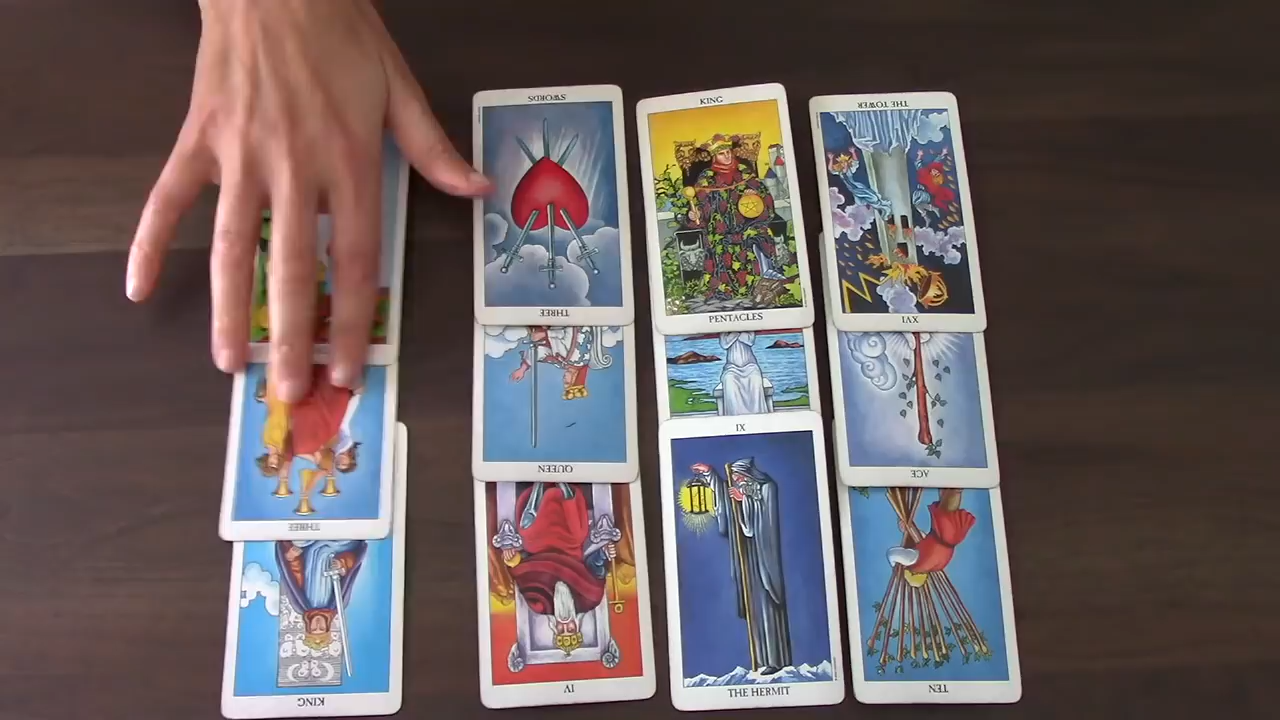 SWORDS
THREE
QUEEN
IV
KING
PENTACLES
IX
THE HERMIT
THE TOWER
XVI
ACE
TEN
THREE
KING